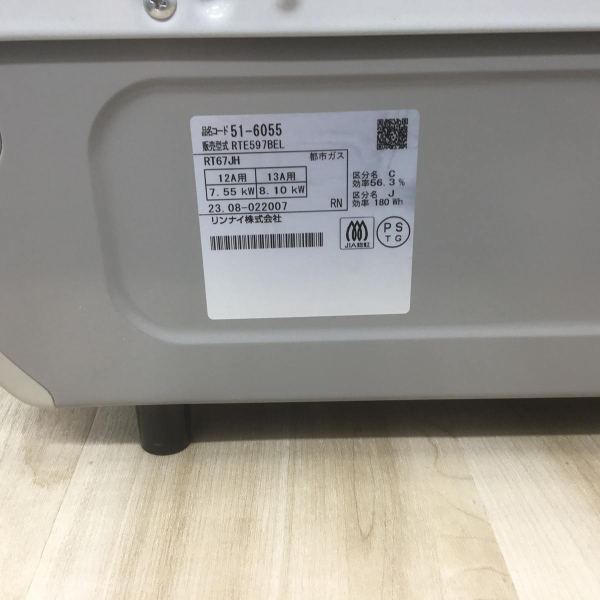 品名コード 51-6055
販売型式 RTE597BEL
RT67JH 都市ガス
12A用 13A用
7.55 kW 8.10 kW
23.08-022007 RN
リンナイ株式会社
区分名 C
効率56.3 %
区分名 J
効率 180 Wh
JIA認証
PS
TG